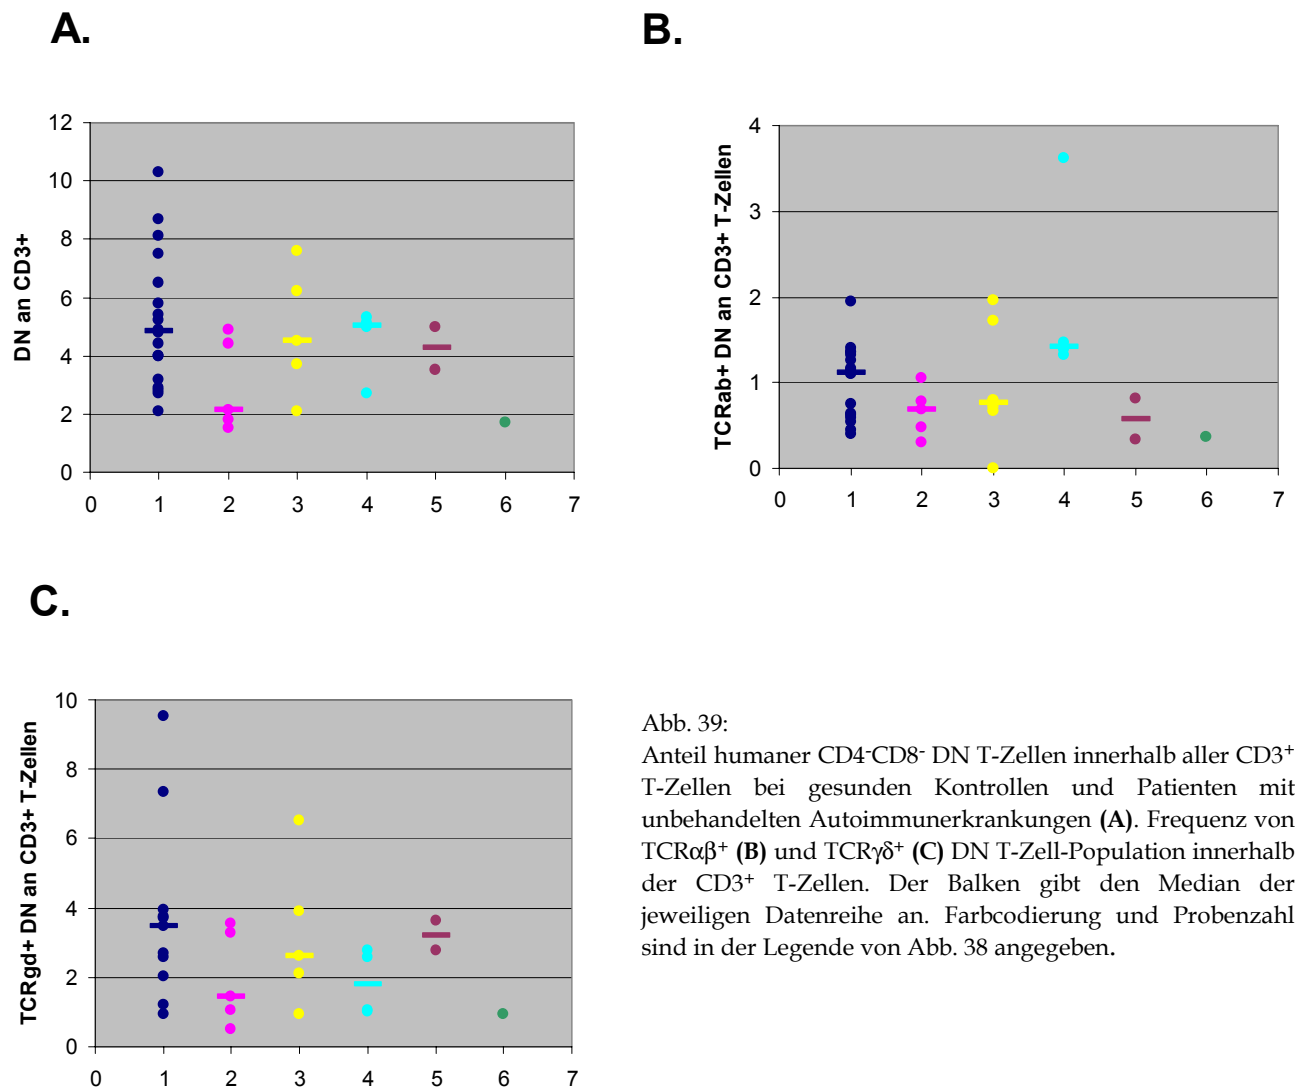 A.
B.
12
10
8
6
4
2
0
DN an CD3+
0 1 2 3 4 5 6 7
4
3
2
1
0
TCRab+ DN an CD3+ T-Zellen
0 1 2 3 4 5 6 7
C.
10
8
6
4
2
0
TCRgd+ DN an CD3+ T-Zellen
0 1 2 3 4 5 6 7
Abb. 39:
Anteil humaner CD4⁻CD8⁻ DN T-Zellen innerhalb aller CD3⁺
T-Zellen bei gesunden Kontrollen und Patienten mit
unbehandelten Autoimmunerkrankungen (A). Frequenz von
TCRαβ⁺ (B) und TCRγδ⁺ (C) DN T-Zell-Population innerhalb
der CD3⁺ T-Zellen. Der Balken gibt den Median der
jeweiligen Datenreihe an. Farbcodierung und Probenzahl
sind in der Legende von Abb. 38 angegeben.